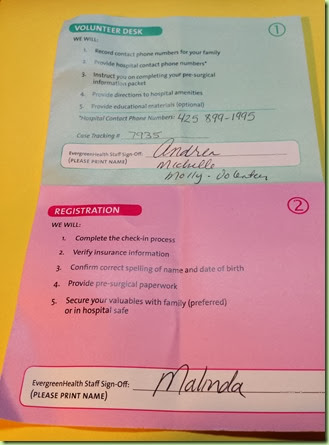 VOLUNTEER DESK
1
WE WILL:
1. Record contact phone numbers for your family
2. Provide hospital contact phone numbers*
3. Instruct you on completing your pre-surgical
information packet
4. Provide directions to hospital amenities
5. Provide educational materials (optional)
*Hospital Contact Phone Numbers: 425 899-1995
Case Tracking # 7935
EvergreenHealth Staff Sign-Off: Andrea
(PLEASE PRINT NAME) Michelle
Molly - Volunteer
REGISTRATION
2
WE WILL:
1. Complete the check-in process
2. Verify insurance information
3. Confirm correct spelling of name and date of birth
4. Provide pre-surgical paperwork
5. Secure your valuables with family (preferred)
or in hospital safe
EvergreenHealth Staff Sign-Off: Malinda
(PLEASE PRINT NAME)